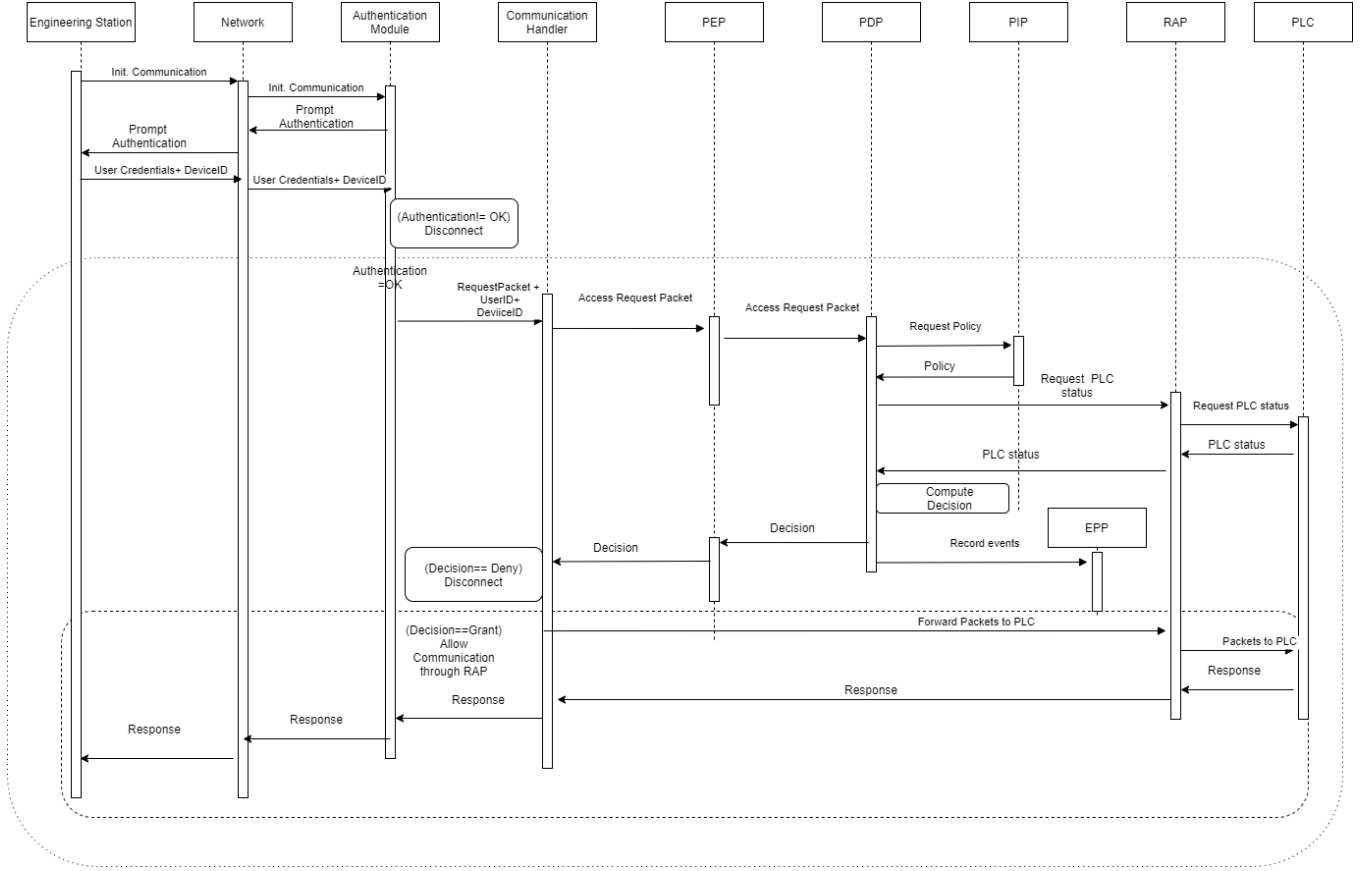 Engineering Station
Network
Authentication
Module
Communication
Handler
PEP
PDP
PIP
RAP
PLC
Init. Communication
Init. Communication
Prompt
Authentication
Prompt
Authentication
User Credentials+ DeviceID
User Credentials+ DeviceID
(Authentication!= OK)
Disconnect
Authentication
=OK
RequestPacket +
UserID+
DeviiceID
Access Request Packet
Access Request Packet
Request Policy
Policy
Request PLC
status
Request PLC status
PLC status
PLC status
Compute
Decision
EPP
Decision
Record events
Decision
(Decision== Deny)
Disconnect
(Decision==Grant)
Allow
Communication
through RAP
Forward Packets to PLC
Packets to PLC
Response
Response
Response
Response
Response